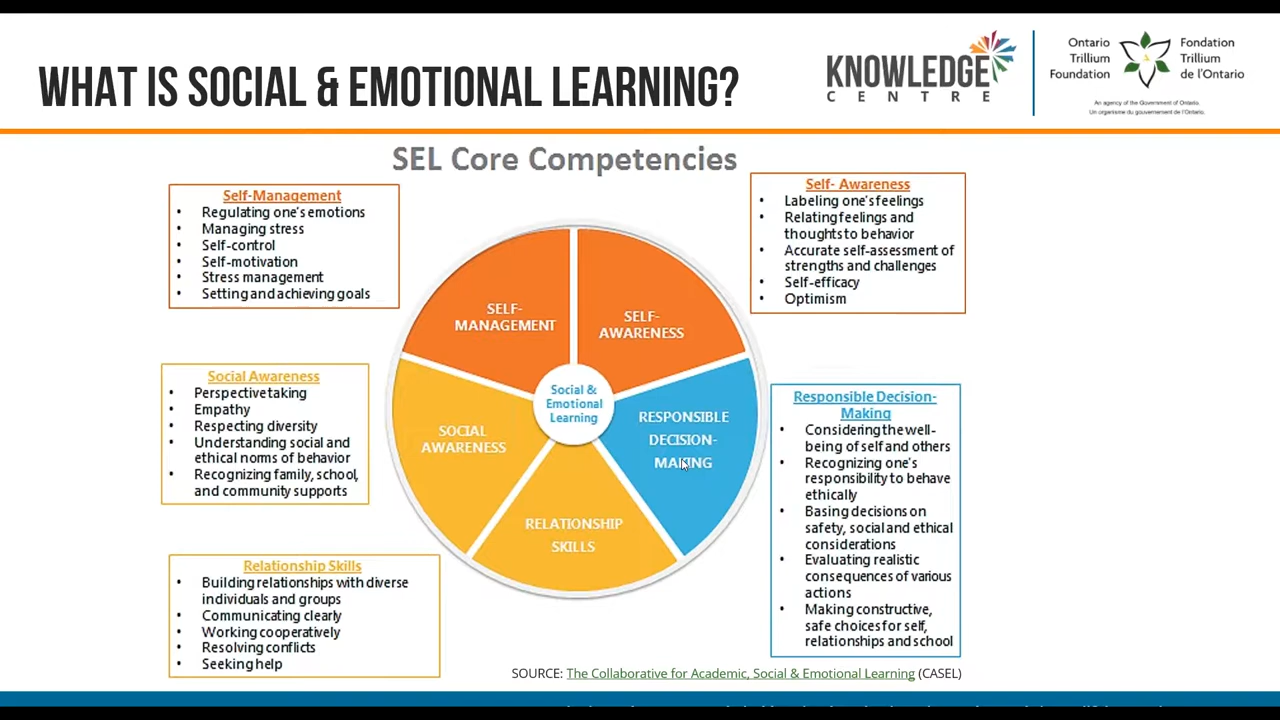 WHAT IS SOCIAL & EMOTIONAL LEARNING?
KNOWLEDGE
CENTRE
Ontario
Trillium
Foundation
Fondation
Trillium
de l'Ontario
An agency of the Government of Ontario.
Un organisme du gouvernement de l'Ontario.
SEL Core Competencies
Self-Management
• Regulating one's emotions
• Managing stress
• Self-control
• Self-motivation
• Stress management
• Setting and achieving goals
Self- Awareness
• Labeling one's feelings
• Relating feelings and
thoughts to behavior
• Accurate self-assessment of
strengths and challenges
• Self-efficacy
• Optimism
SELF-
MANAGEMENT
SELF-
AWARENESS
Social &
Emotional
Learning
SOCIAL
AWARENESS
RESPONSIBLE
DECISION-
MAKING
RELATIONSHIP
SKILLS
Social Awareness
• Perspective taking
• Empathy
• Respecting diversity
• Understanding social and
ethical norms of behavior
• Recognizing family, school,
and community supports
Responsible Decision-
Making
• Considering the well-
being of self and others
• Recognizing one's
responsibility to behave
ethically
• Basing decisions on
safety, social and ethical
considerations
• Evaluating realistic
consequences of various
actions
• Making constructive,
safe choices for self,
relationships and school
Relationship Skills
• Building relationships with diverse
individuals and groups
• Communicating clearly
• Working cooperatively
• Resolving conflicts
• Seeking help
SOURCE: The Collaborative for Academic, Social & Emotional Learning (CASEL)